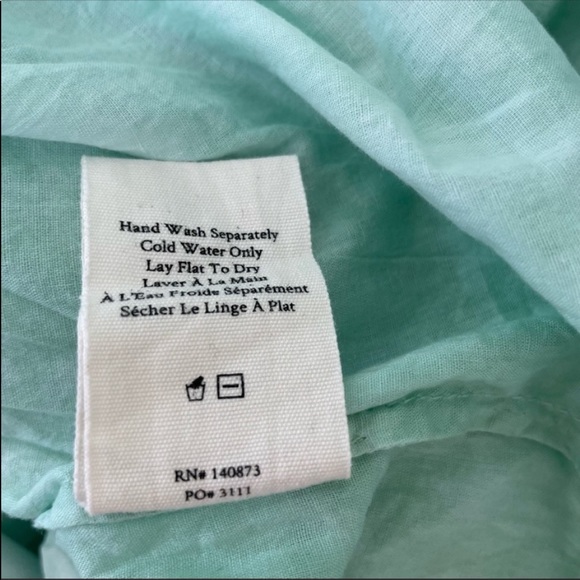 Hand Wash Separately
Cold Water Only
Lay Flat To Dry
Laver À La Main
À L'Eau Froide Séparément
Sécher Le Linge À Plat
RN# 140873
PO# 3111